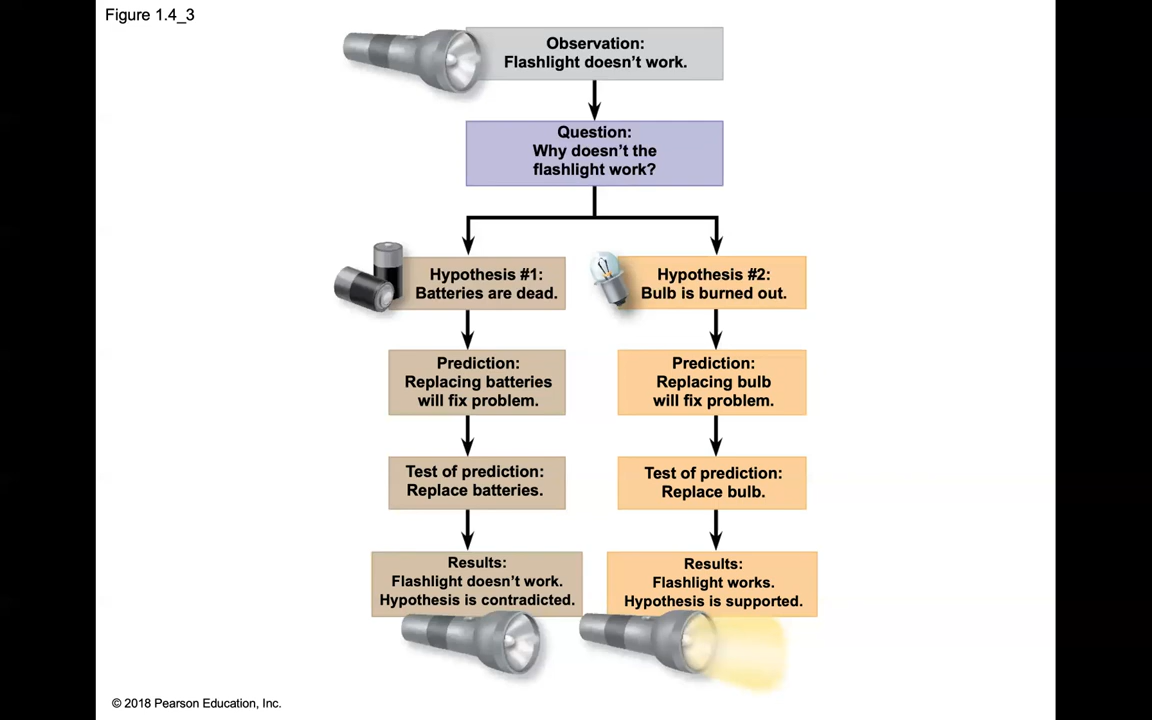 Figure 1.4_3
Observation:
Flashlight doesn't work.
Question:
Why doesn't the
flashlight work?
Hypothesis #1:
Batteries are dead.
Prediction:
Replacing batteries
will fix problem.
Test of prediction:
Replace batteries.
Results:
Flashlight doesn't work.
Hypothesis is contradicted.
Hypothesis #2:
Bulb is burned out.
Prediction:
Replacing bulb
will fix problem.
Test of prediction:
Replace bulb.
Results:
Flashlight works.
Hypothesis is supported.
© 2018 Pearson Education, Inc.